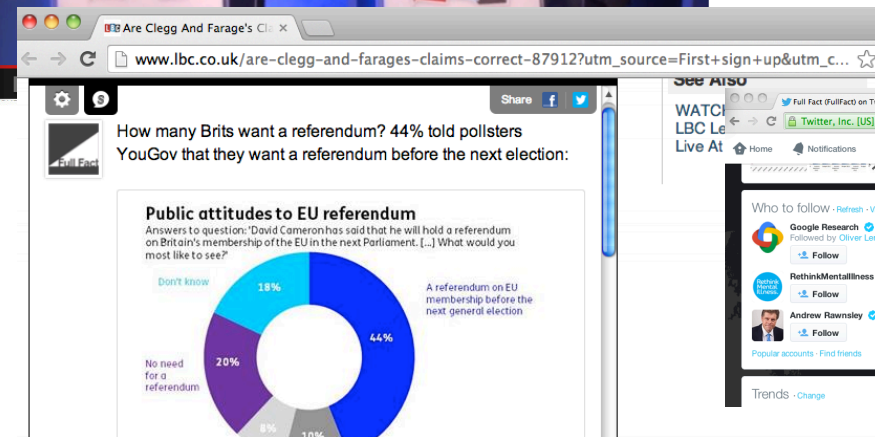 Are Clegg And Farage's Cl
www.lbc.co.uk/are-clegg-and-farages-claims-correct-87912?utm_source=First+sign+up&utm_c...
Share
Full Fact
How many Brits want a referendum? 44% told pollsters
YouGov that they want a referendum before the next election:
Public attitudes to EU referendum
Answers to question: 'David Cameron has said that he will hold a referendum
on Britain's membership of the EU in the next Parliament. [...] What would you
most like to see?'
Don't know
18%
A referendum on EU
membership before the
next general election
44%
No need
for a
referendum
20%
8%
10%
See Also
WATCH
LBC Le
Live At
Full Fact (FullFact) on T
Twitter, Inc. [US]
Home
Notifications
Who to follow · Refresh · V
Google Research
Followed by Oliver Ler
Follow
RethinkMentalIllness
Rethink
Mental
Illness.
Follow
Andrew Rawnsley
Follow
Popular accounts · Find friends
Trends · Change